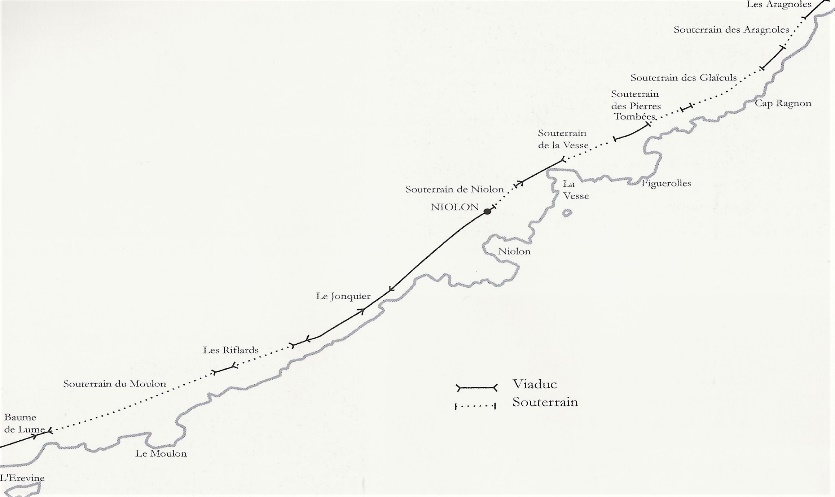 Les Aragnoles
Souterrain des Aragnoles
Souterrain des Glaïculs
Cap Ragnon
Souterrain
des Pierres
Tombées
Souterrain
de la Vesse
La
Vesse
Figuerolles
Souterrain de Niolon
NIOLON
Niolon
Le Jonquier
Les Riflards
Souterrain du Moulon
Viaduc
Souterrain
Baume
de Lume
Le Moulon
L'Erevine